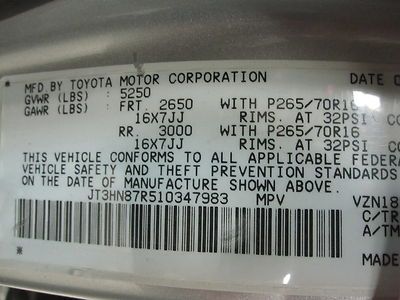 MFD BY TOYOTA MOTOR CORPORATION DATE O
GVWR (LBS) : 5250
GAWR (LBS) : FRT. 2650 WITH P265/70R16
16X7JJ RIMS. AT 32PSI CO
RR. 3000 WITH P265/70R16
16X7JJ RIMS. AT 32PSI CO
THIS VEHICLE CONFORMS TO ALL APPLICABLE FEDERA
VEHICLE SAFETY AND THEFT PREVENTION STANDARDS
ON THE DATE OF MANUFACTURE SHOWN ABOVE.
JT3HN87R510347983 MPV VZN18
C/TR
A/TM